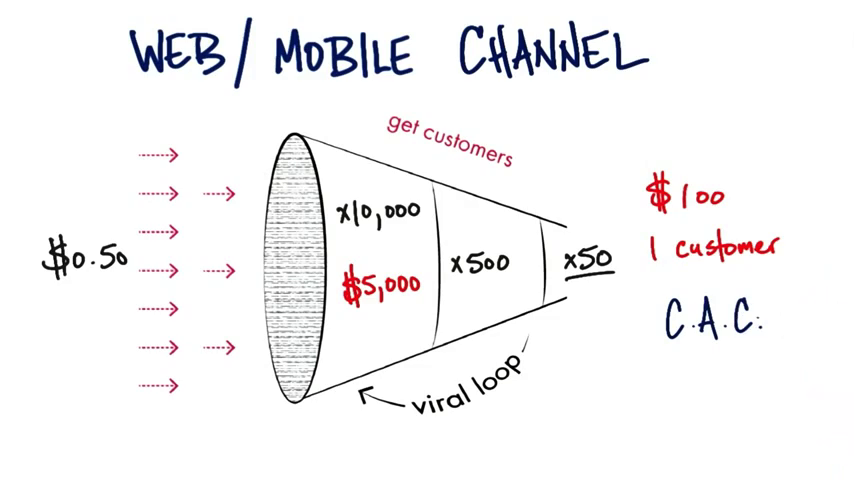 WEB/MOBILE CHANNEL
get customers
$0.50
x10,000
$5,000
x500
x50
$100
1 customer
C.A.C.
viral loop